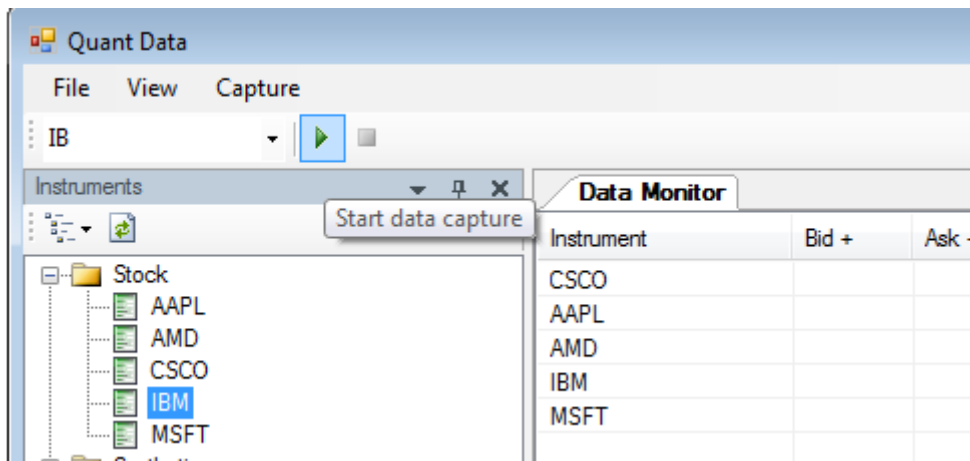 Quant Data
File View Capture
IB
Instruments
Start data capture
Stock
AAPL
AMD
CSCO
IBM
MSFT
Data Monitor
Instrument Bid + Ask
CSCO
AAPL
AMD
IBM
MSFT